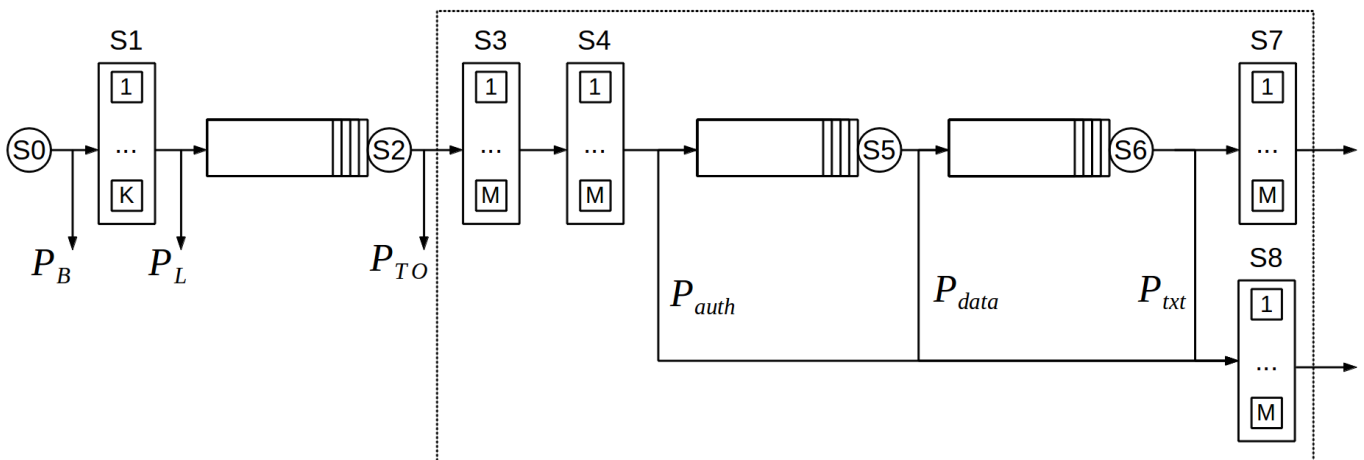 S1
S3
S4
S7
1
1
1
1
S0
...
S2
...
...
S5
S6
...
K
M
M
M
P_B
P_L
P_TO
P_auth
P_data
P_txt
S8
1
...
M